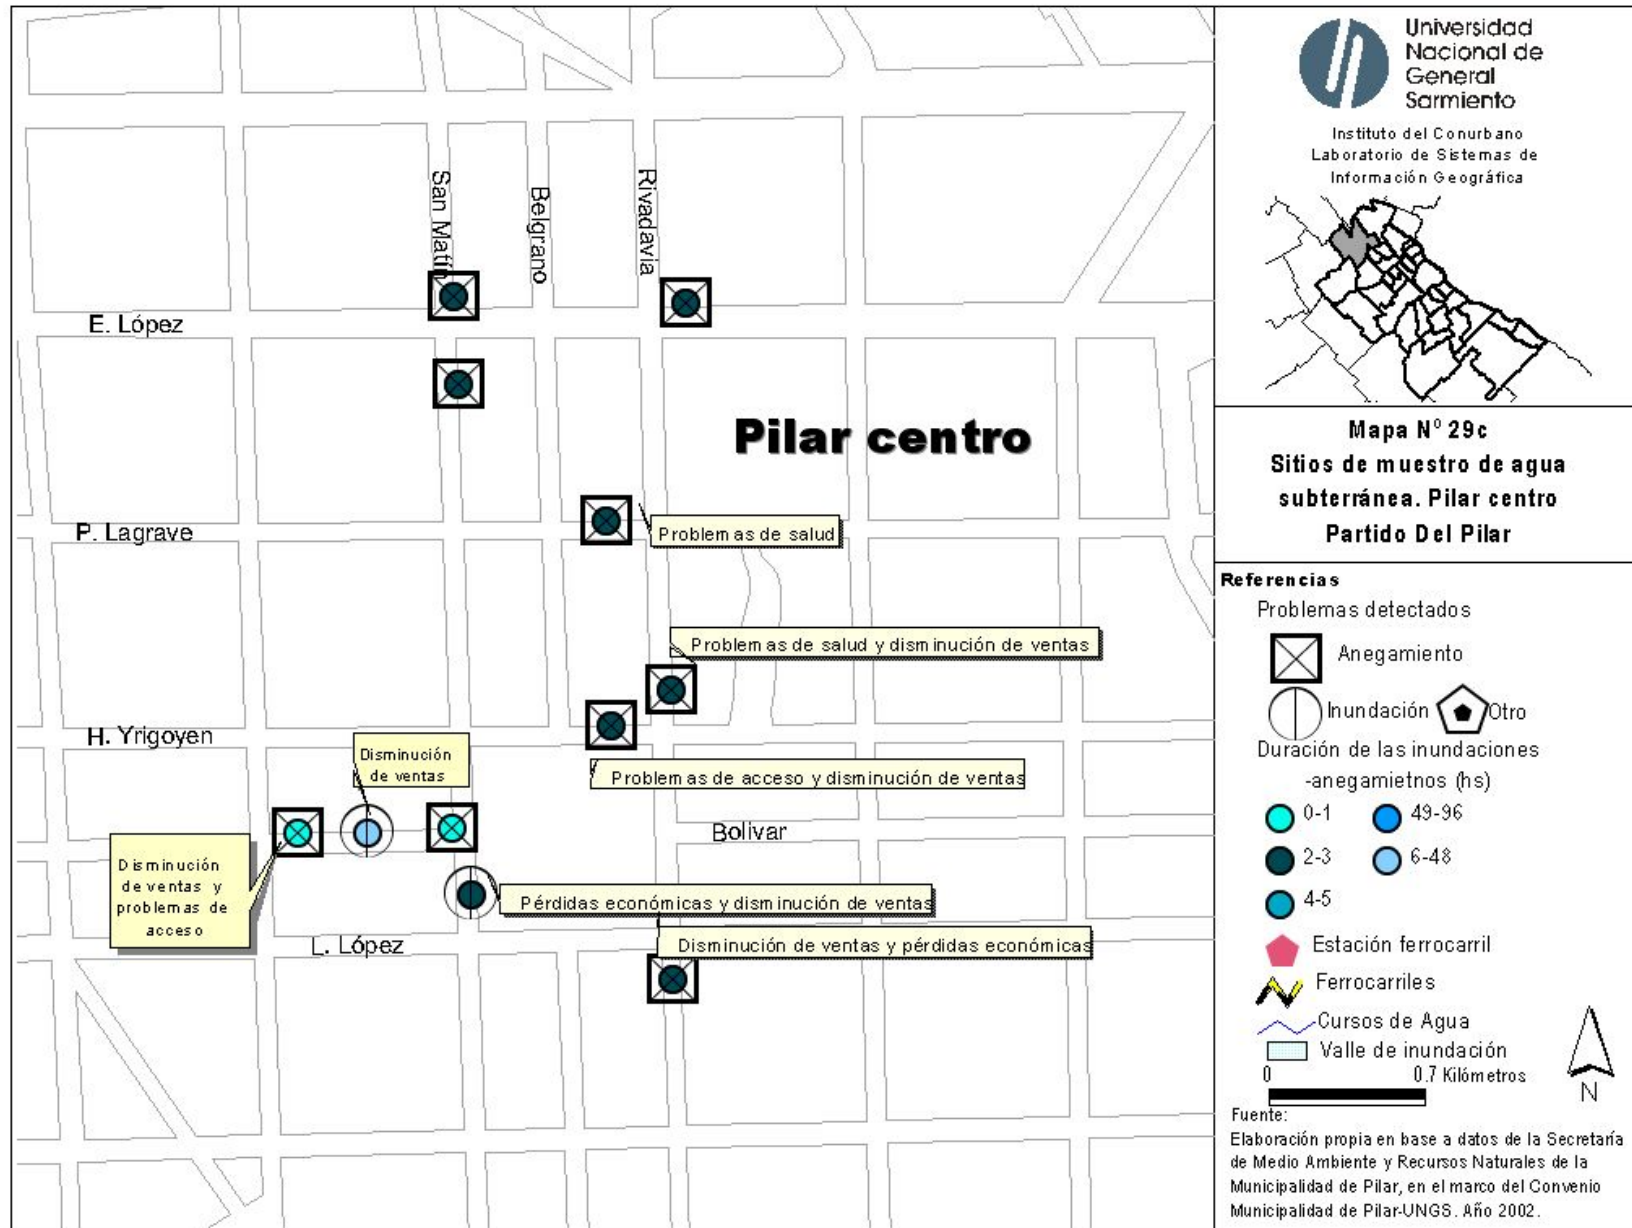 Universidad
Nacional de
General
Sarmiento
Instituto del Conurbano
Laboratorio de Sistemas de
Información Geográfica
Mapa Nº 29c
Sitios de muestro de agua
subterránea. Pilar centro
Partido Del Pilar
Referencias
Problemas detectados
Anegamiento
Inundación
Otro
Duración de las inundaciones
-anegamietnos (hs)
0-1
49-96
2-3
6-48
4-5
Estación ferrocarril
Ferrocarriles
Cursos de Agua
Valle de inundación
0
0.7 Kilómetros
N
Fuente:
Elaboración propia en base a datos de la Secretaría
de Medio Ambiente y Recursos Naturales de la
Municipalidad de Pilar, en el marco del Convenio
Municipalidad de Pilar-UNGS. Año 2002.
San Matín
Belgrano
Rivadavia
E. López
Pilar centro
P. Lagrave
Problemas de salud
Problemas de salud y disminución de ventas
H. Yrigoyen
Disminución
de ventas
Problemas de acceso y disminución de ventas
Bolivar
Disminución
de ventas y
problemas de
acceso
Pérdidas económicas y disminución de ventas
L. López
Disminución de ventas y pérdidas económicas